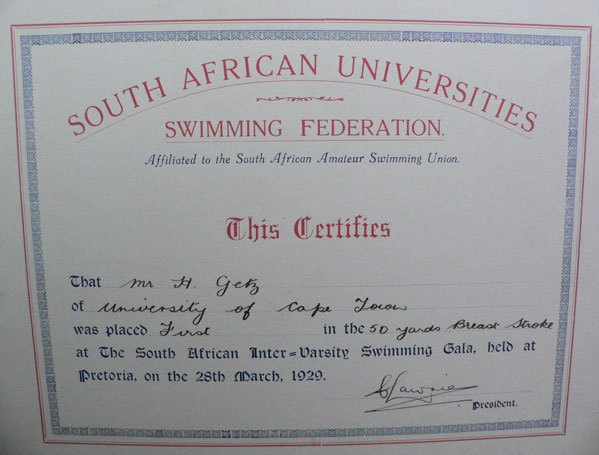 SOUTH AFRICAN UNIVERSITIES
SWIMMING FEDERATION.
Affiliated to the South African Amateur Swimming Union.
This Certifies
That Mr H. Getz
of University of Cape Town
was placed First in the 50 yards Breast Stroke
at The South African Inter=Varsity Swimming Gala, held at
Pretoria, on the 28th March, 1929.
President.